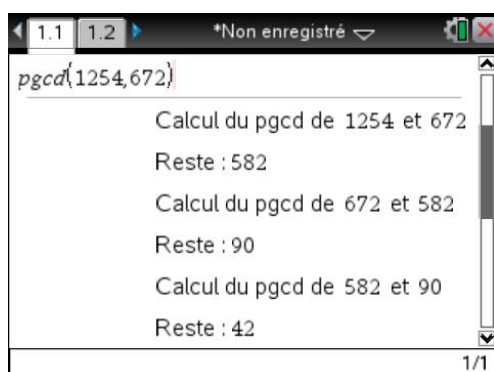 1.1 1.2 *Non enregistré
pgcd(1254,672)
Calcul du pgcd de 1254 et 672
Reste : 582
Calcul du pgcd de 672 et 582
Reste : 90
Calcul du pgcd de 582 et 90
Reste : 42
1/1